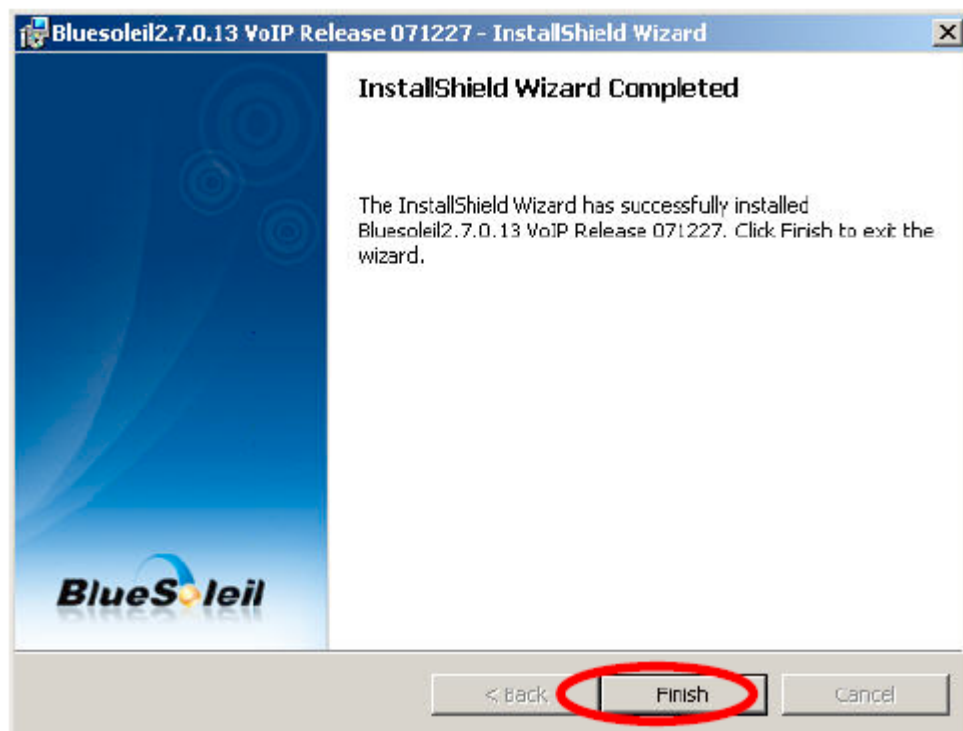 Bluesoleil2.7.0.13 VoIP Release 071227 - InstallShield Wizard
InstallShield Wizard Completed
The InstallShield Wizard has successfully installed
Bluesoleil2.7.0.13 VoIP Release 071227. Click Finish to exit the
wizard.
BlueSoleil
< Back
Finish
Cancel